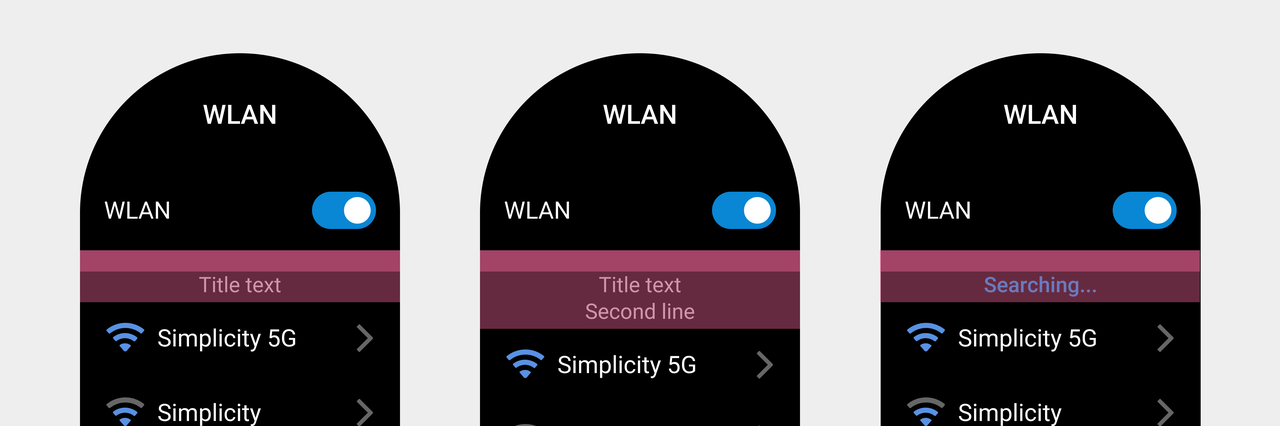 WLAN
WLAN
Title text
Simplicity 5G
Simplicity
WLAN
WLAN
Title text
Second line
Simplicity 5G
WLAN
WLAN
Searching...
Simplicity 5G
Simplicity